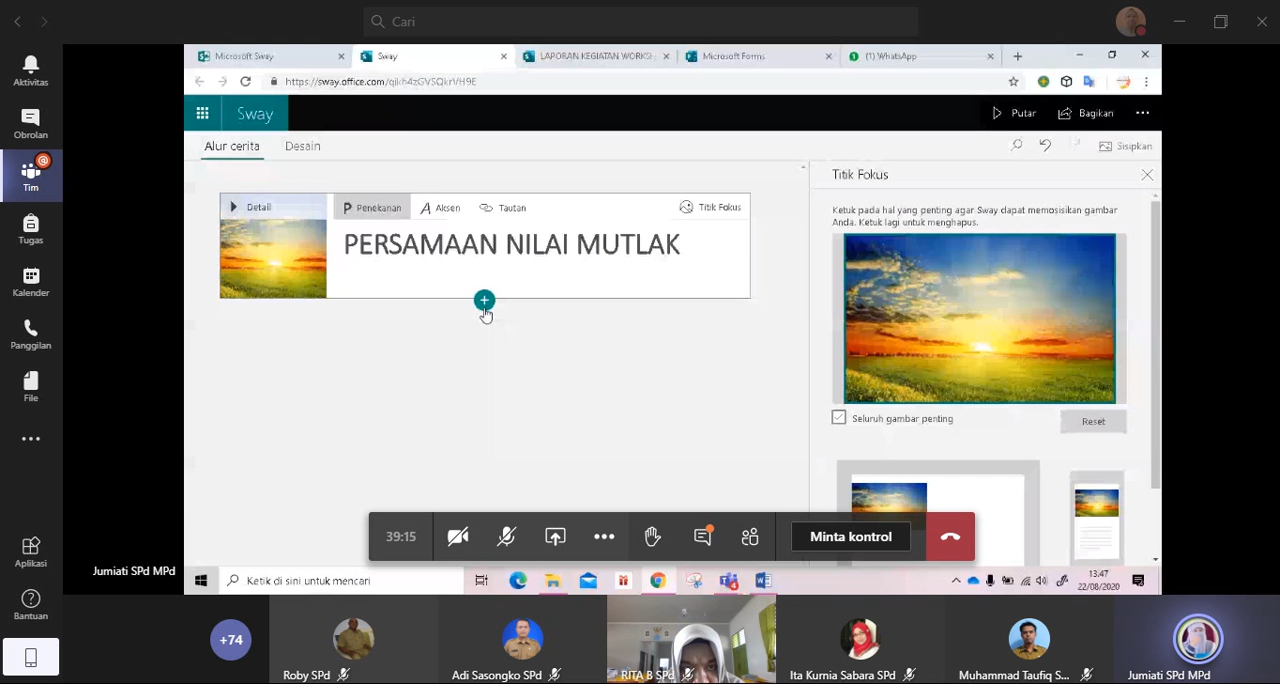 Cari
Aktivitas
Obrolan
Tim
Tugas
Kalender
Panggilan
File
Aplikasi
Bantuan
Microsoft Sway
Sway
LAPORAN KEGIATAN WORKSH
Microsoft Forms
(1) WhatsApp
https://sway.office.com/
Sway
Putar
Bagikan
Alur cerita
Desain
Sisipkan
Detail
Penekanan
Aksen
Tautan
Titik Fokus
PERSAMAAN NILAI MUTLAK
Titik Fokus
Ketuk pada hal yang penting agar Sway dapat memosisikan gambar
Anda. Ketuk lagi untuk menghapus.
Seluruh gambar penting
Reset
39:15
Minta kontrol
Jumiati SPd MPd
Ketik di sini untuk mencari
13.47
22/08/2020
+74
Roby SPd
Adi Sasongko SPd
RITA B SPd
Ita Kurnia Sabara SPd
Muhammad Taufiq S...
Jumiati SPd MPd